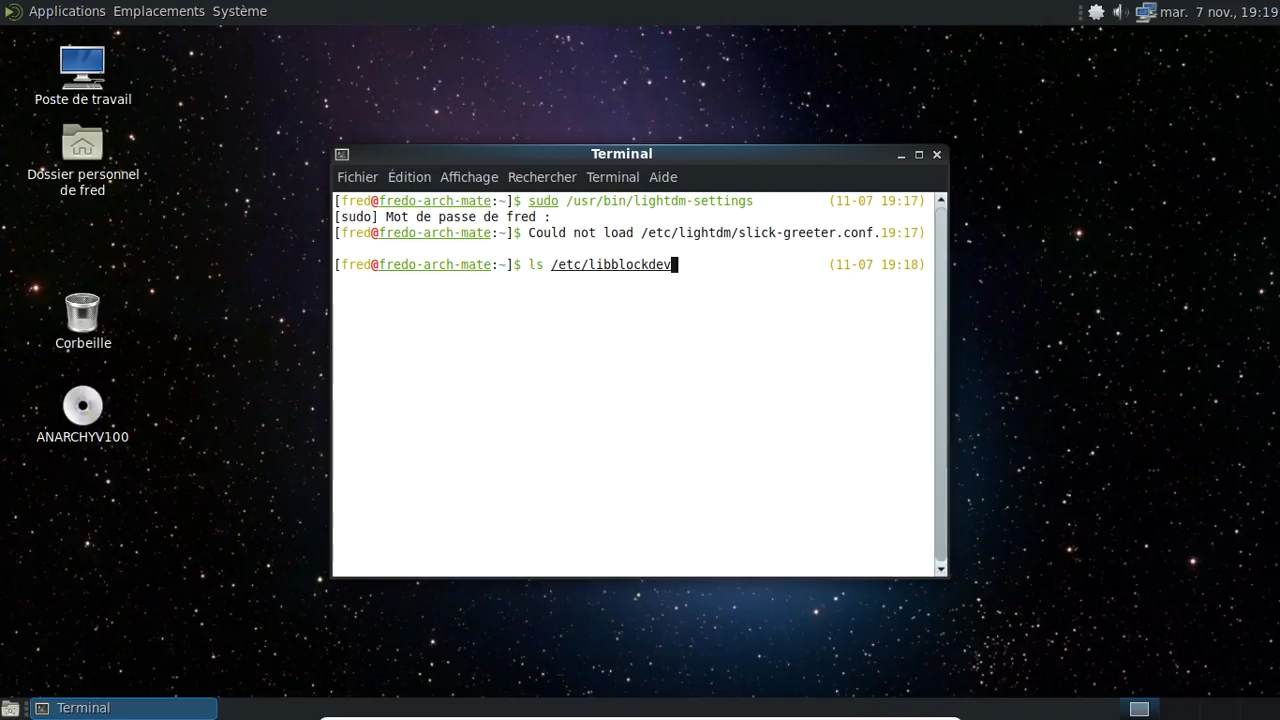 Applications Emplacements Système
mar. 7 nov., 19:19
Poste de travail
Dossier personnel
de fred
Corbeille
ANARCHYV100
Terminal
Fichier Édition Affichage Rechercher Terminal Aide
[fred@fredo-arch-mate:~]$ sudo /usr/bin/lightdm-settings (11-07 19:17)
[sudo] Mot de passe de fred :
[fred@fredo-arch-mate:~]$ Could not load /etc/lightdm/slick-greeter.conf.19:17)
[fred@fredo-arch-mate:~]$ ls /etc/libblockdev (11-07 19:18)
Terminal